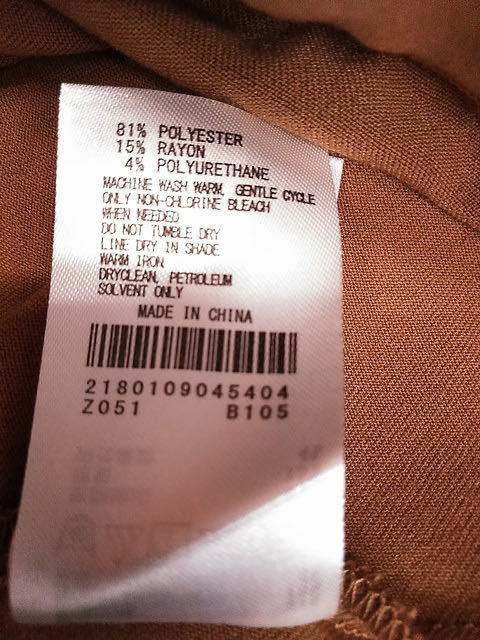 81% POLYESTER
15% RAYON
4% POLYURETHANE
MACHINE WASH WARM, GENTLE CYCLE
ONLY NON-CHLORINE BLEACH
WHEN NEEDED
DO NOT TUMBLE DRY
LINE DRY IN SHADE
WARM IRON
DRYCLEAN, PETROLEUM
SOLVENT ONLY
MADE IN CHINA
2180109045404
Z051 B105